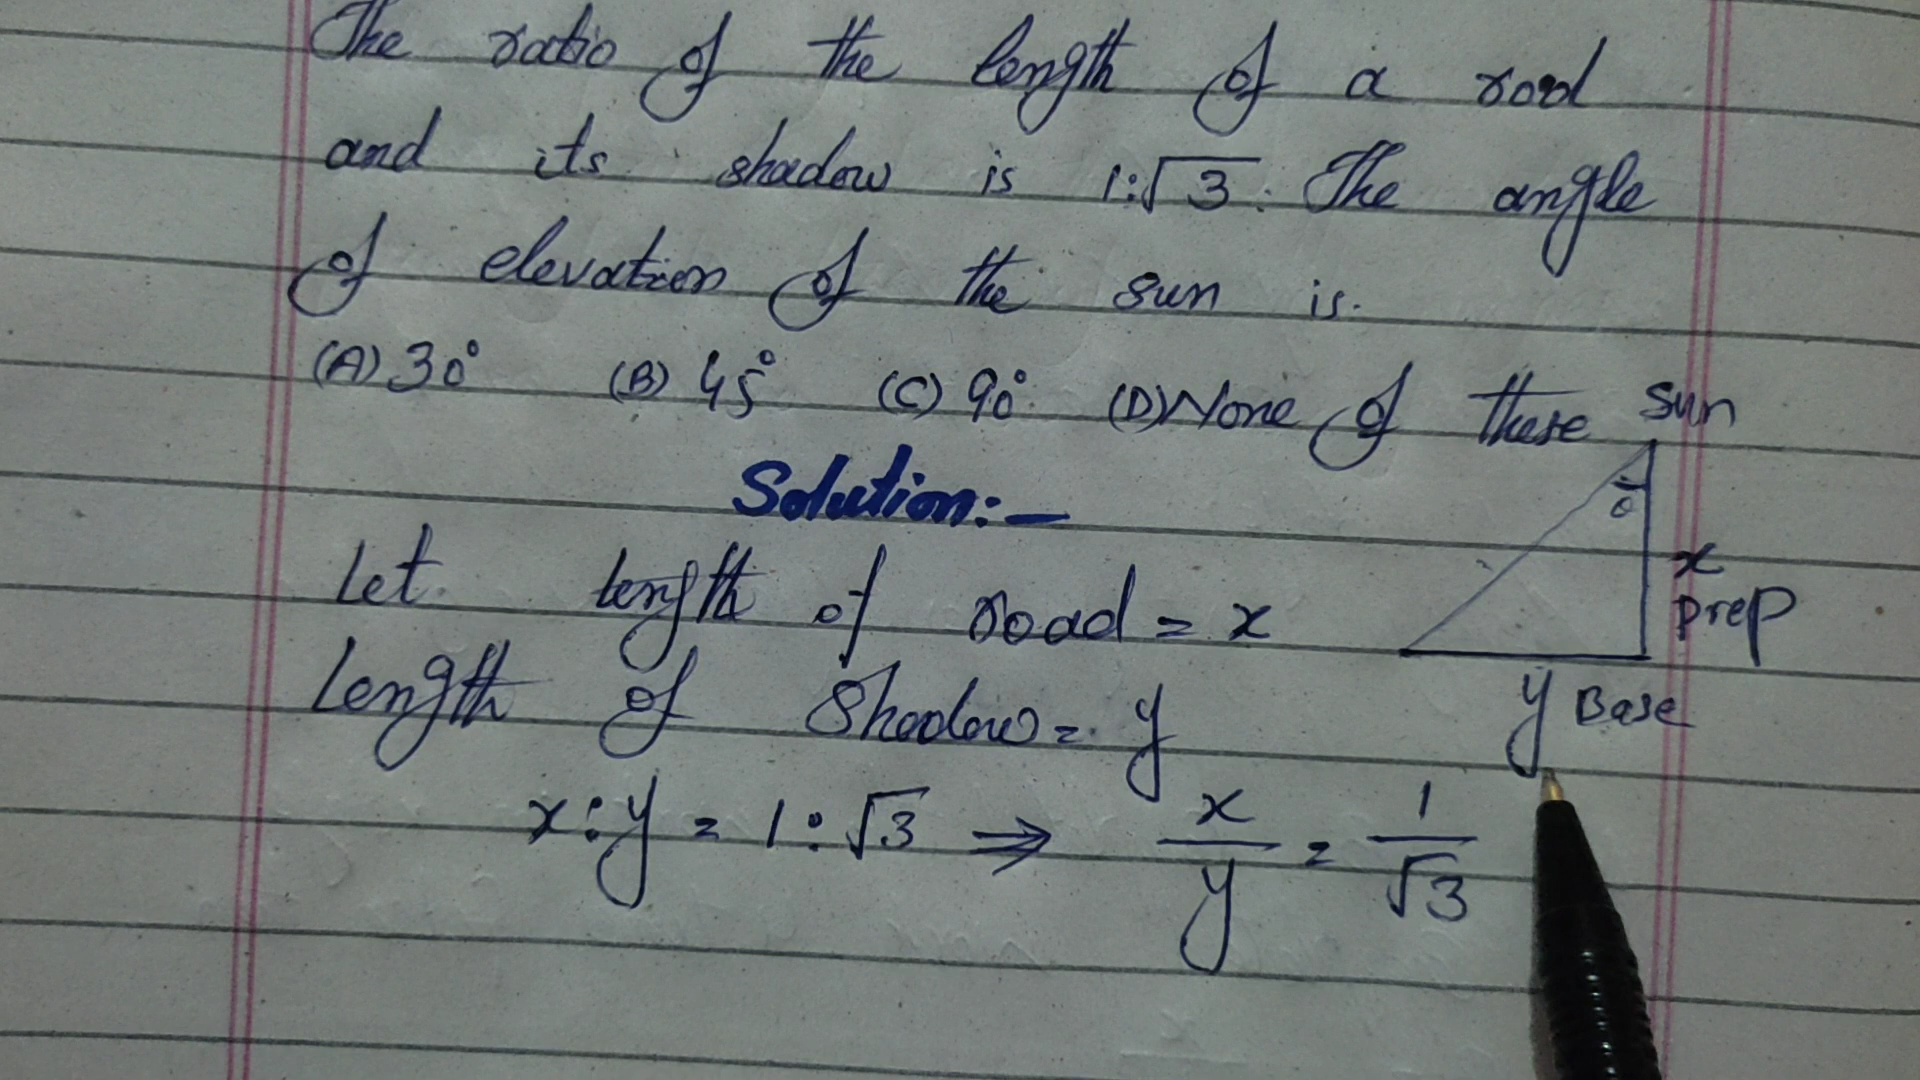 The ratio of the length of a rood
and its shadow is 1:√3. The angle
of elevation of the sun is.
(A) 30° (B) 45° (C) 90° (D) None of these
Sun
θ
Solution:-
Let length of road = x
x
prep
Length of Shadow = y
y Base
x:y = 1:√3 ⇒ x/y = 1/√3